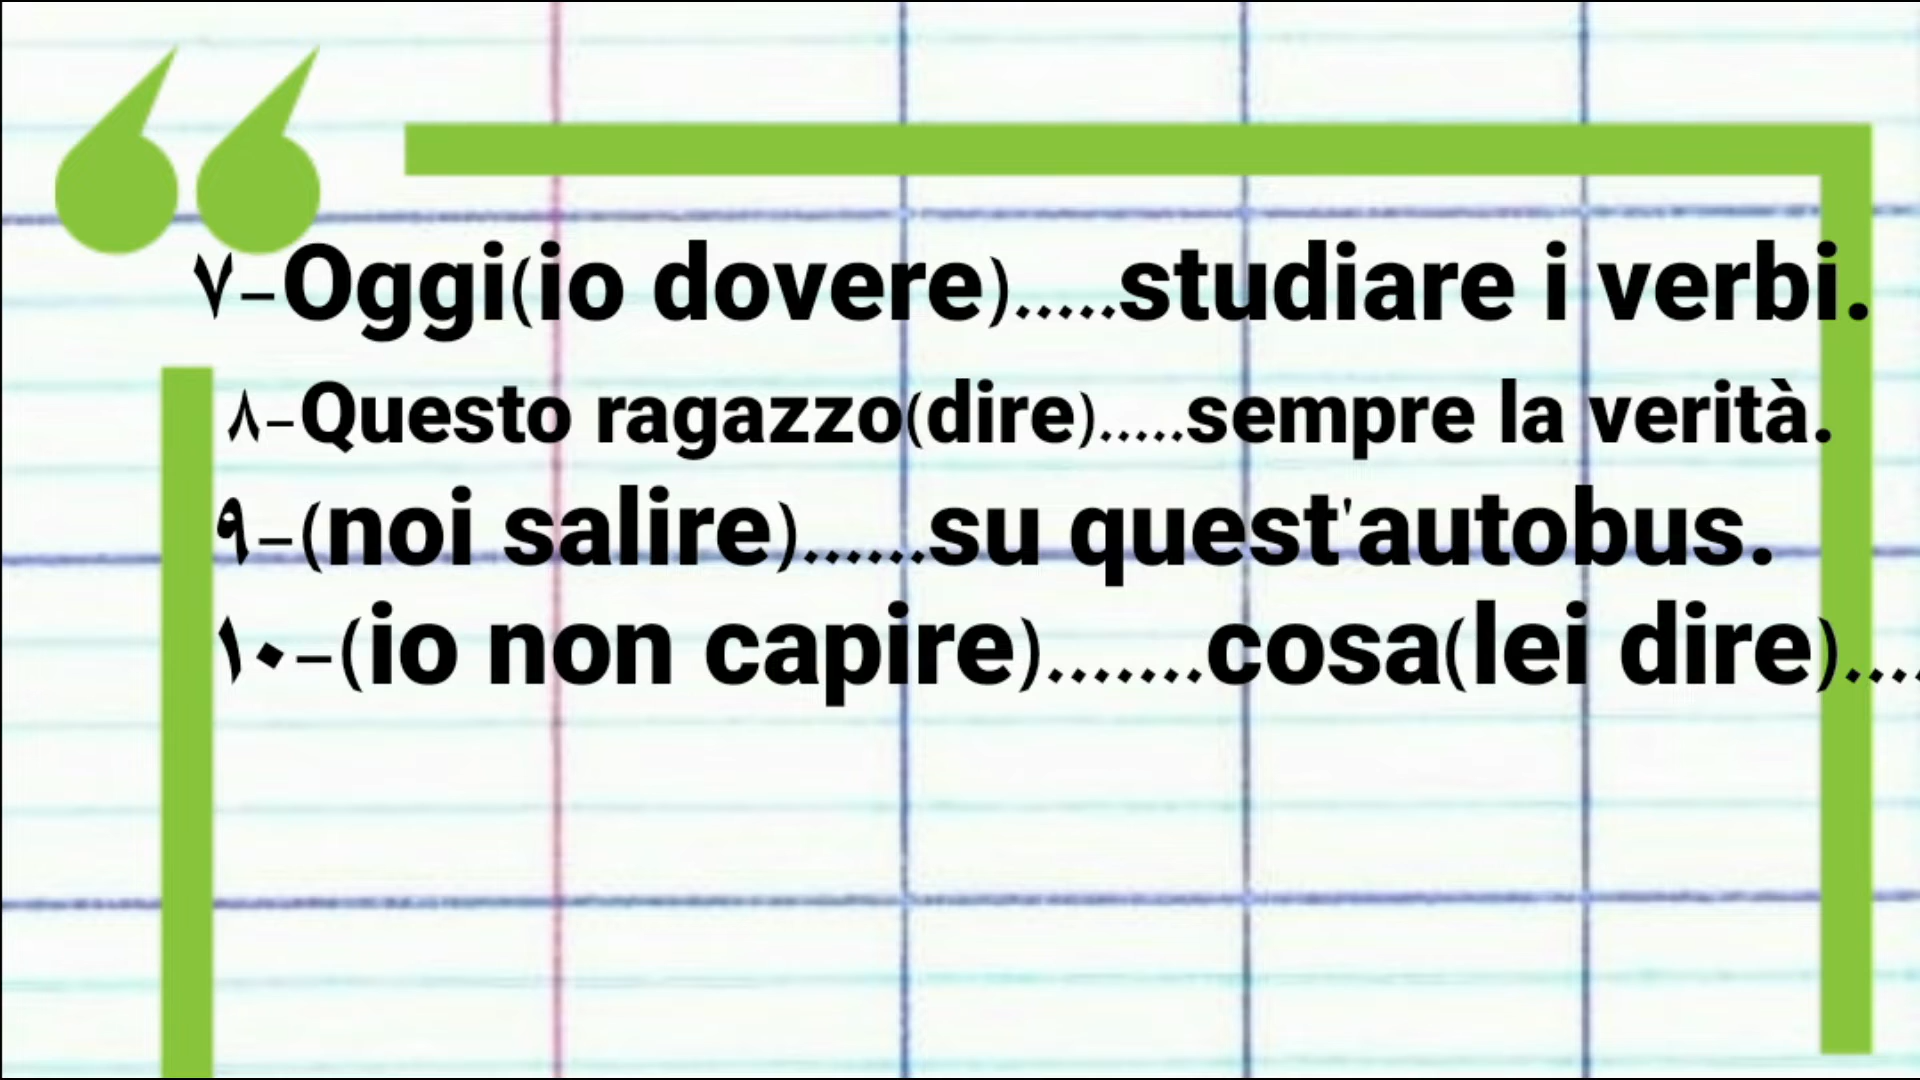 ٧-Oggi(io dovere).....studiare i verbi.
٨-Questo ragazzo(dire).....sempre la verità.
٩-(noi salire)......su quest'autobus.
١٠-(io non capire).......cosa(lei dire)....